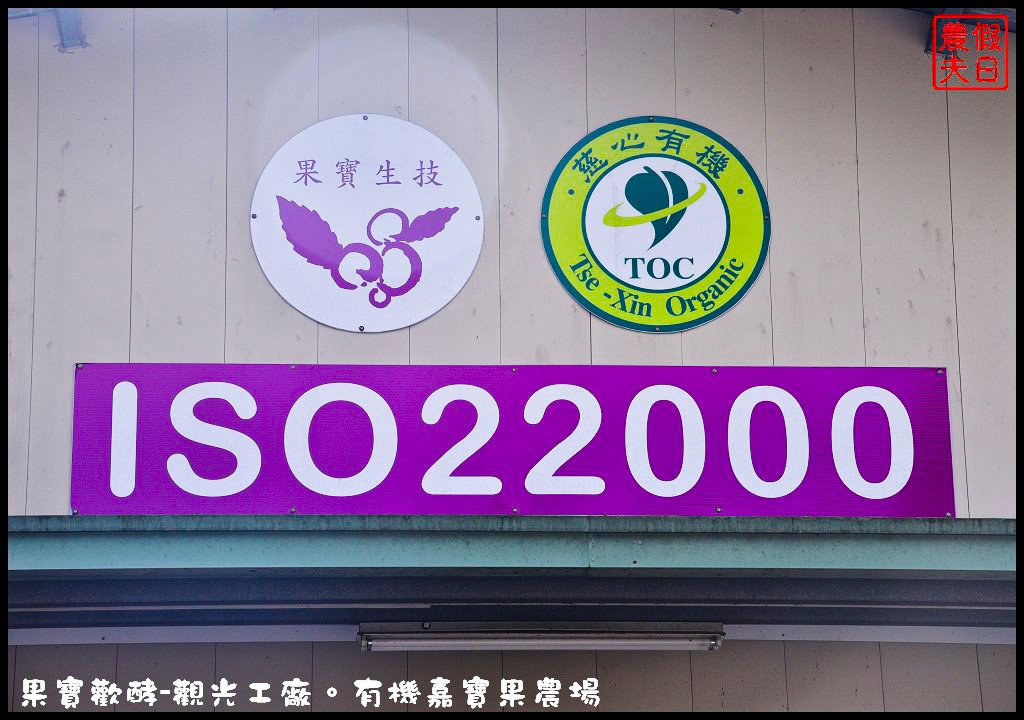 假日
農夫
果寶生技
慈心有機
TOC
Tse-Xin Organic
ISO22000
果寶歡酵-觀光工廠。有機嘉寶果農場